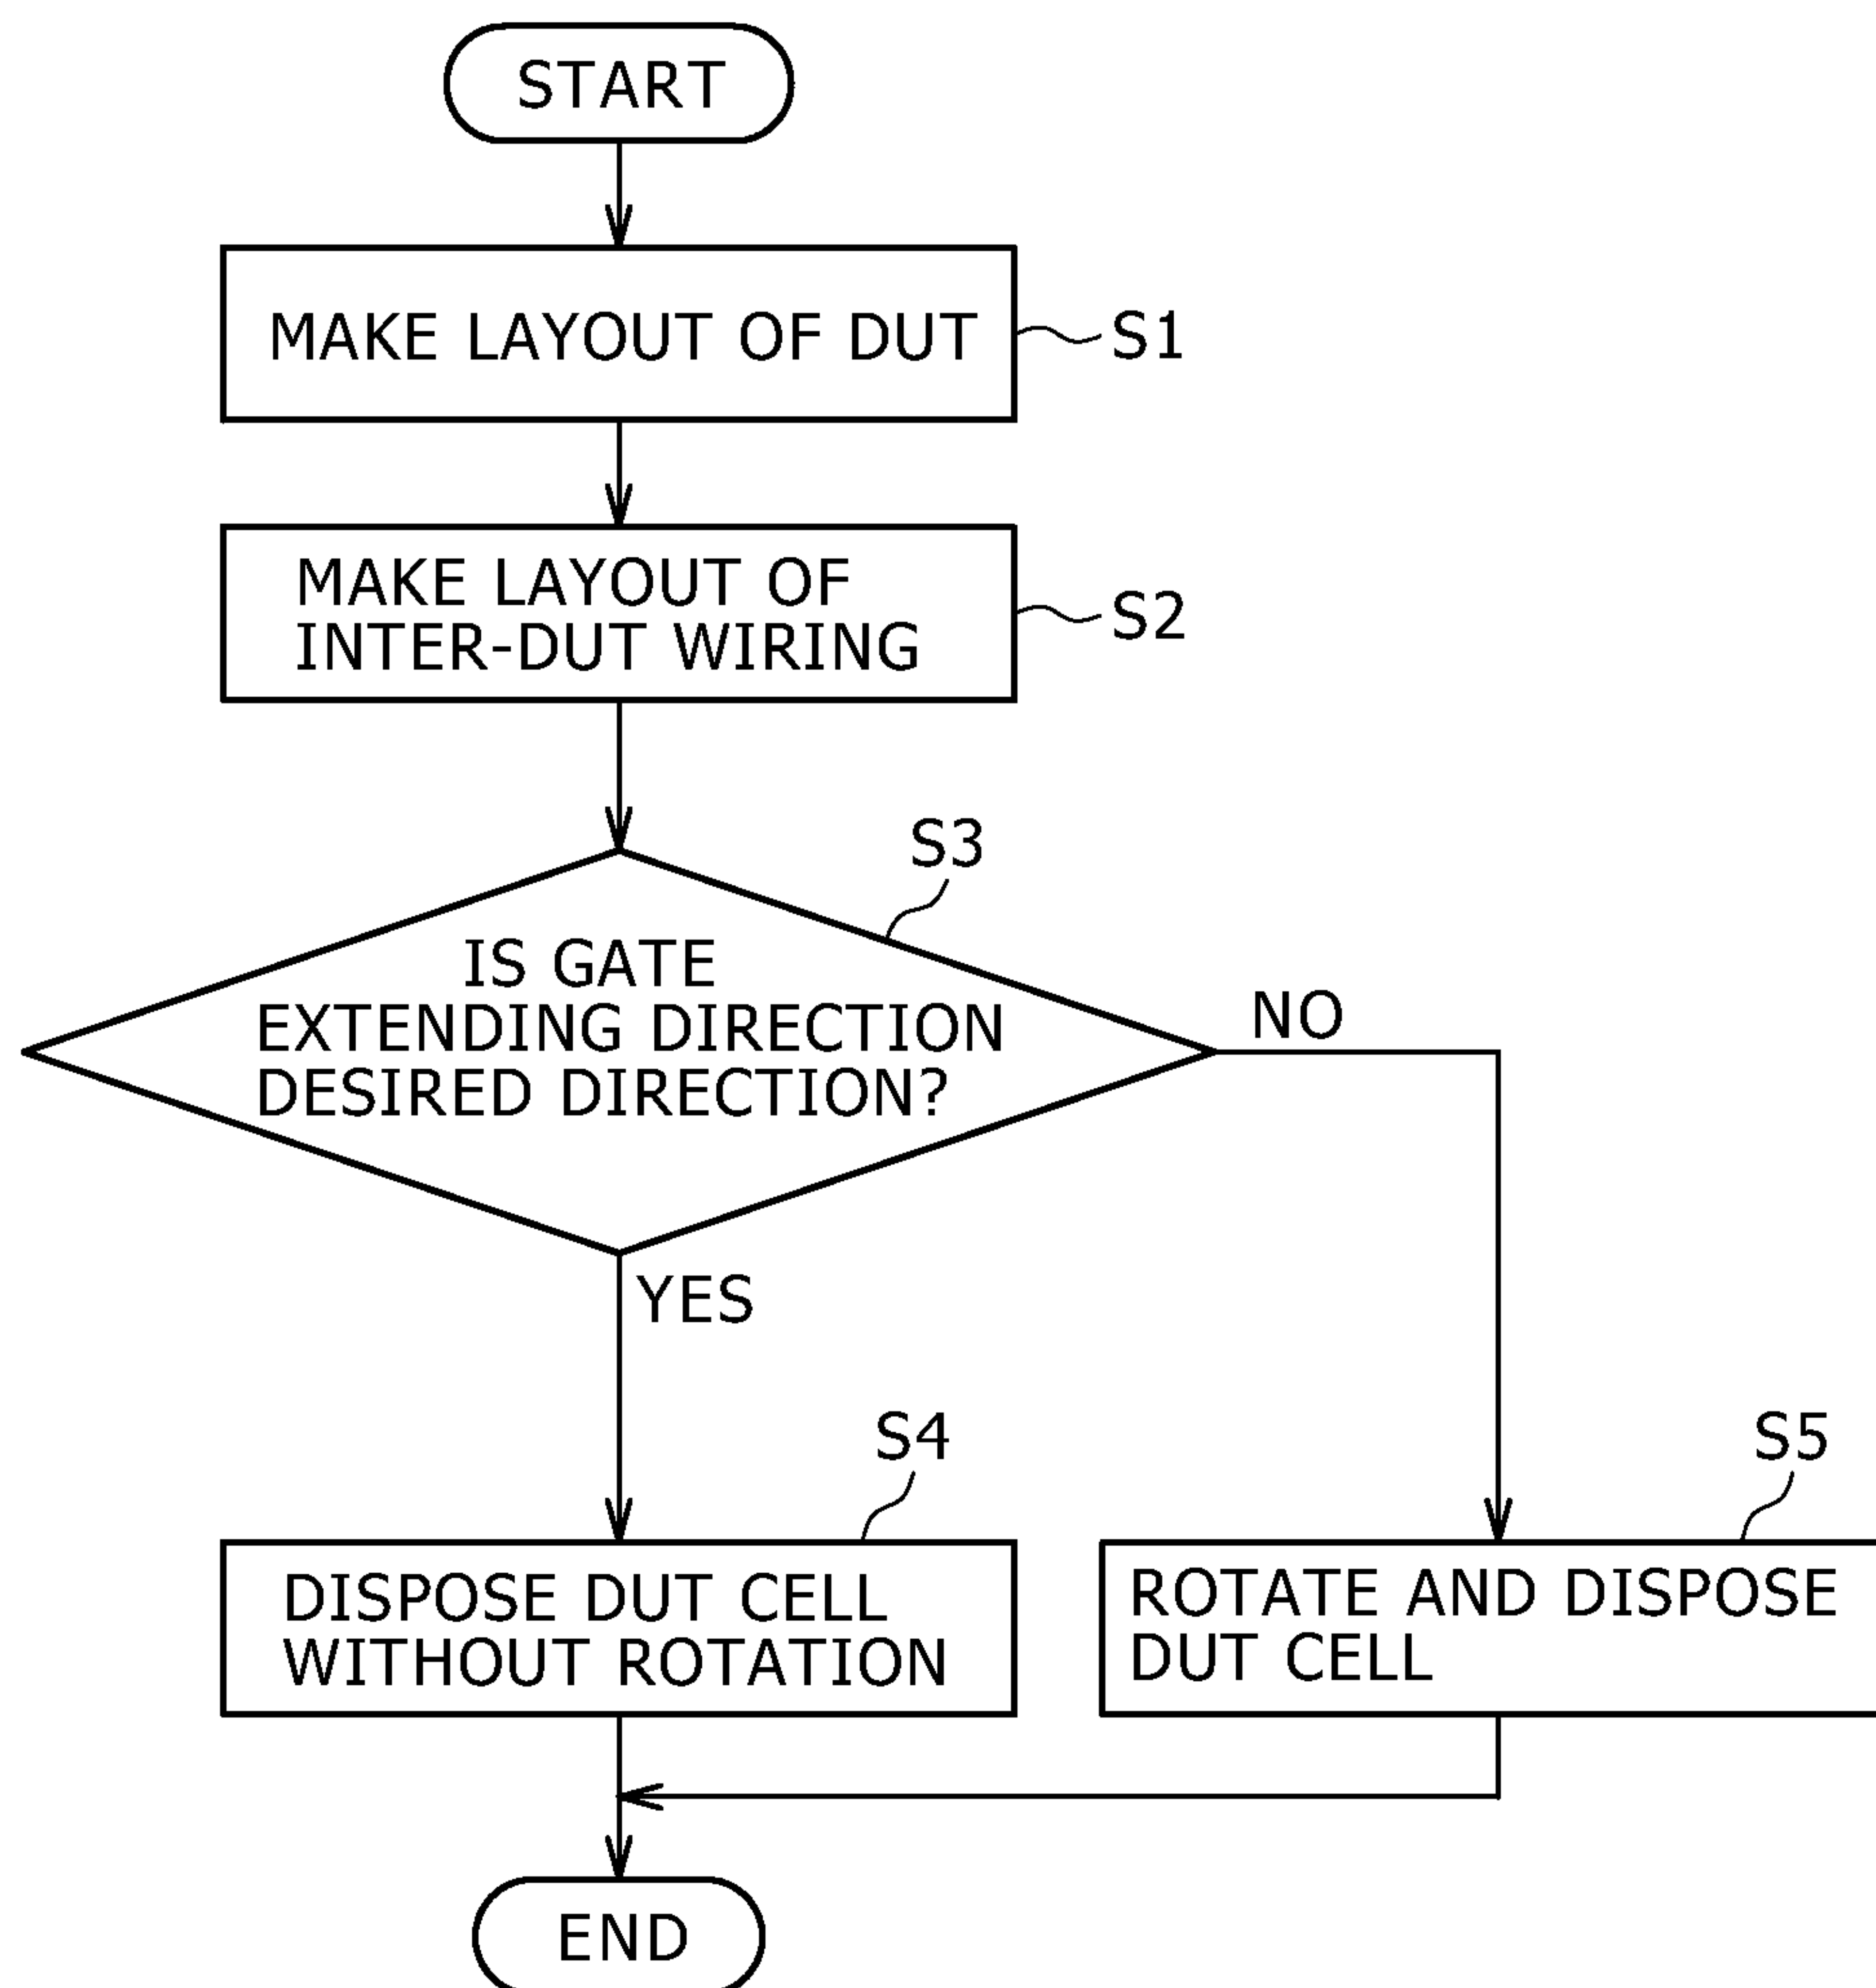 START
MAKE LAYOUT OF DUT
S1
MAKE LAYOUT OF
INTER-DUT WIRING
S2
S3
IS GATE
EXTENDING DIRECTION
DESIRED DIRECTION?
NO
YES
S4
DISPOSE DUT CELL
WITHOUT ROTATION
S5
ROTATE AND DISPOSE
DUT CELL
END